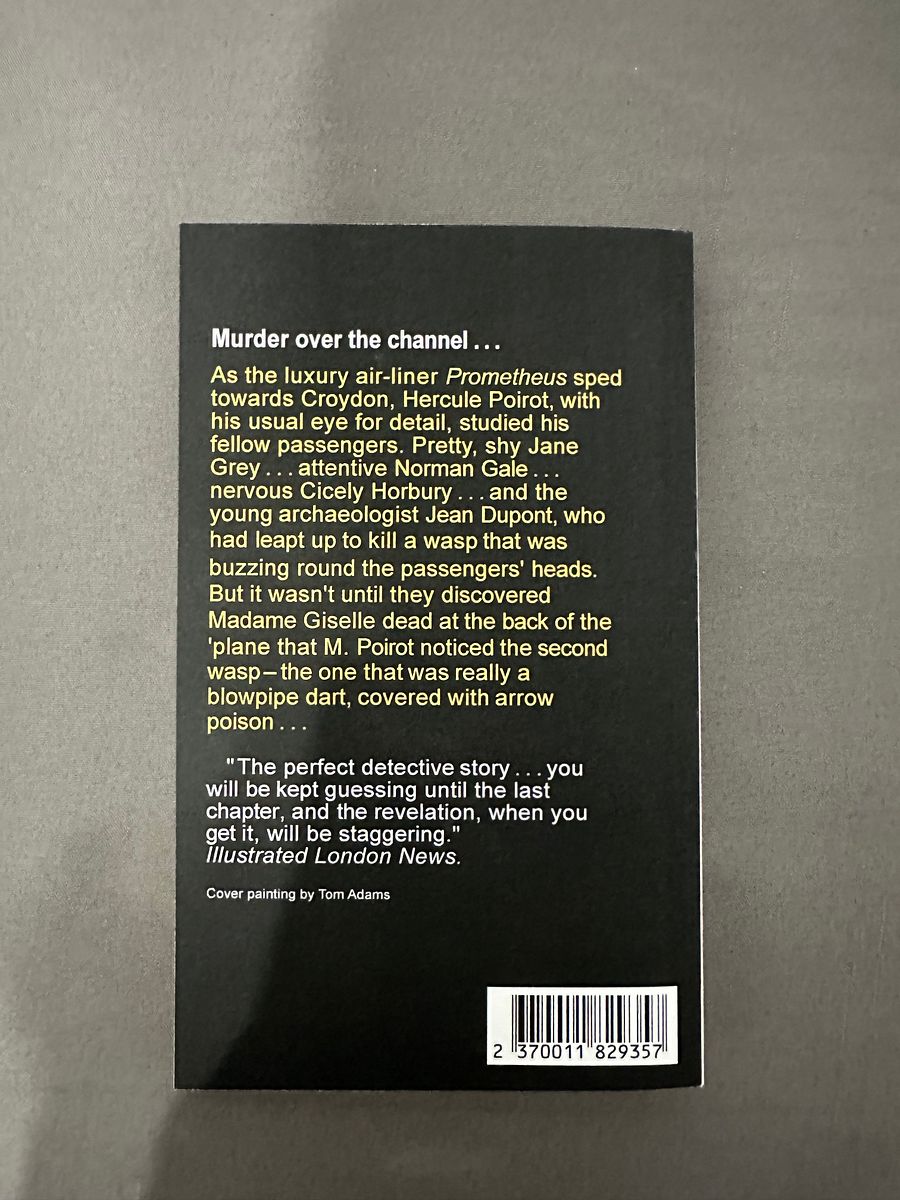 Murder over the channel . . .
As the luxury air-liner Prometheus sped
towards Croydon, Hercule Poirot, with
his usual eye for detail, studied his
fellow passengers. Pretty, shy Jane
Grey . . . attentive Norman Gale . . .
nervous Cicely Horbury . . . and the
young archaeologist Jean Dupont, who
had leapt up to kill a wasp that was
buzzing round the passengers' heads.
But it wasn't until they discovered
Madame Giselle dead at the back of the
'plane that M. Poirot noticed the second
wasp–the one that was really a
blowpipe dart, covered with arrow
poison . . .
"The perfect detective story . . . you
will be kept guessing until the last
chapter, and the revelation, when you
get it, will be staggering."
Illustrated London News.
Cover painting by Tom Adams
2 370011 829357